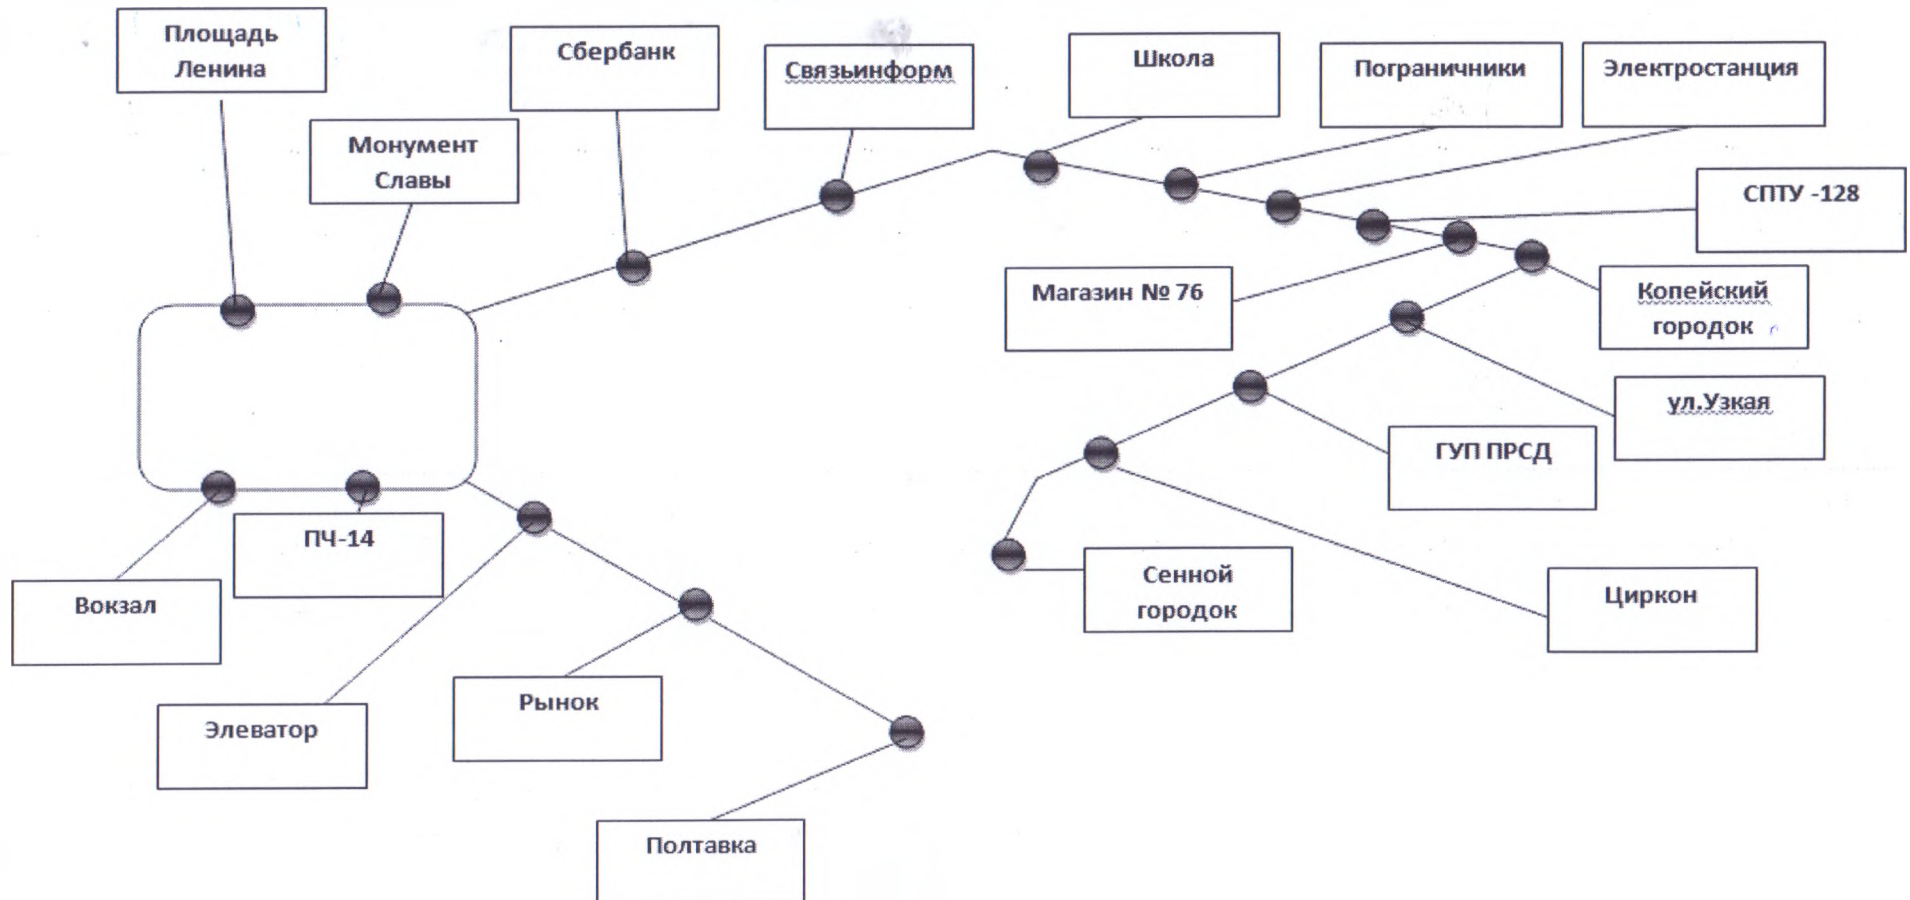 Площадь
Ленина
Монумент
Славы
Сбербанк
Связьинформ
Школа
Пограничники
Электростанция
СПТУ -128
Магазин № 76
Копейский
городок
ул.Узкая
ГУП ПРСД
Циркон
Сенной
городок
ПЧ-14
Вокзал
Элеватор
Рынок
Полтавка